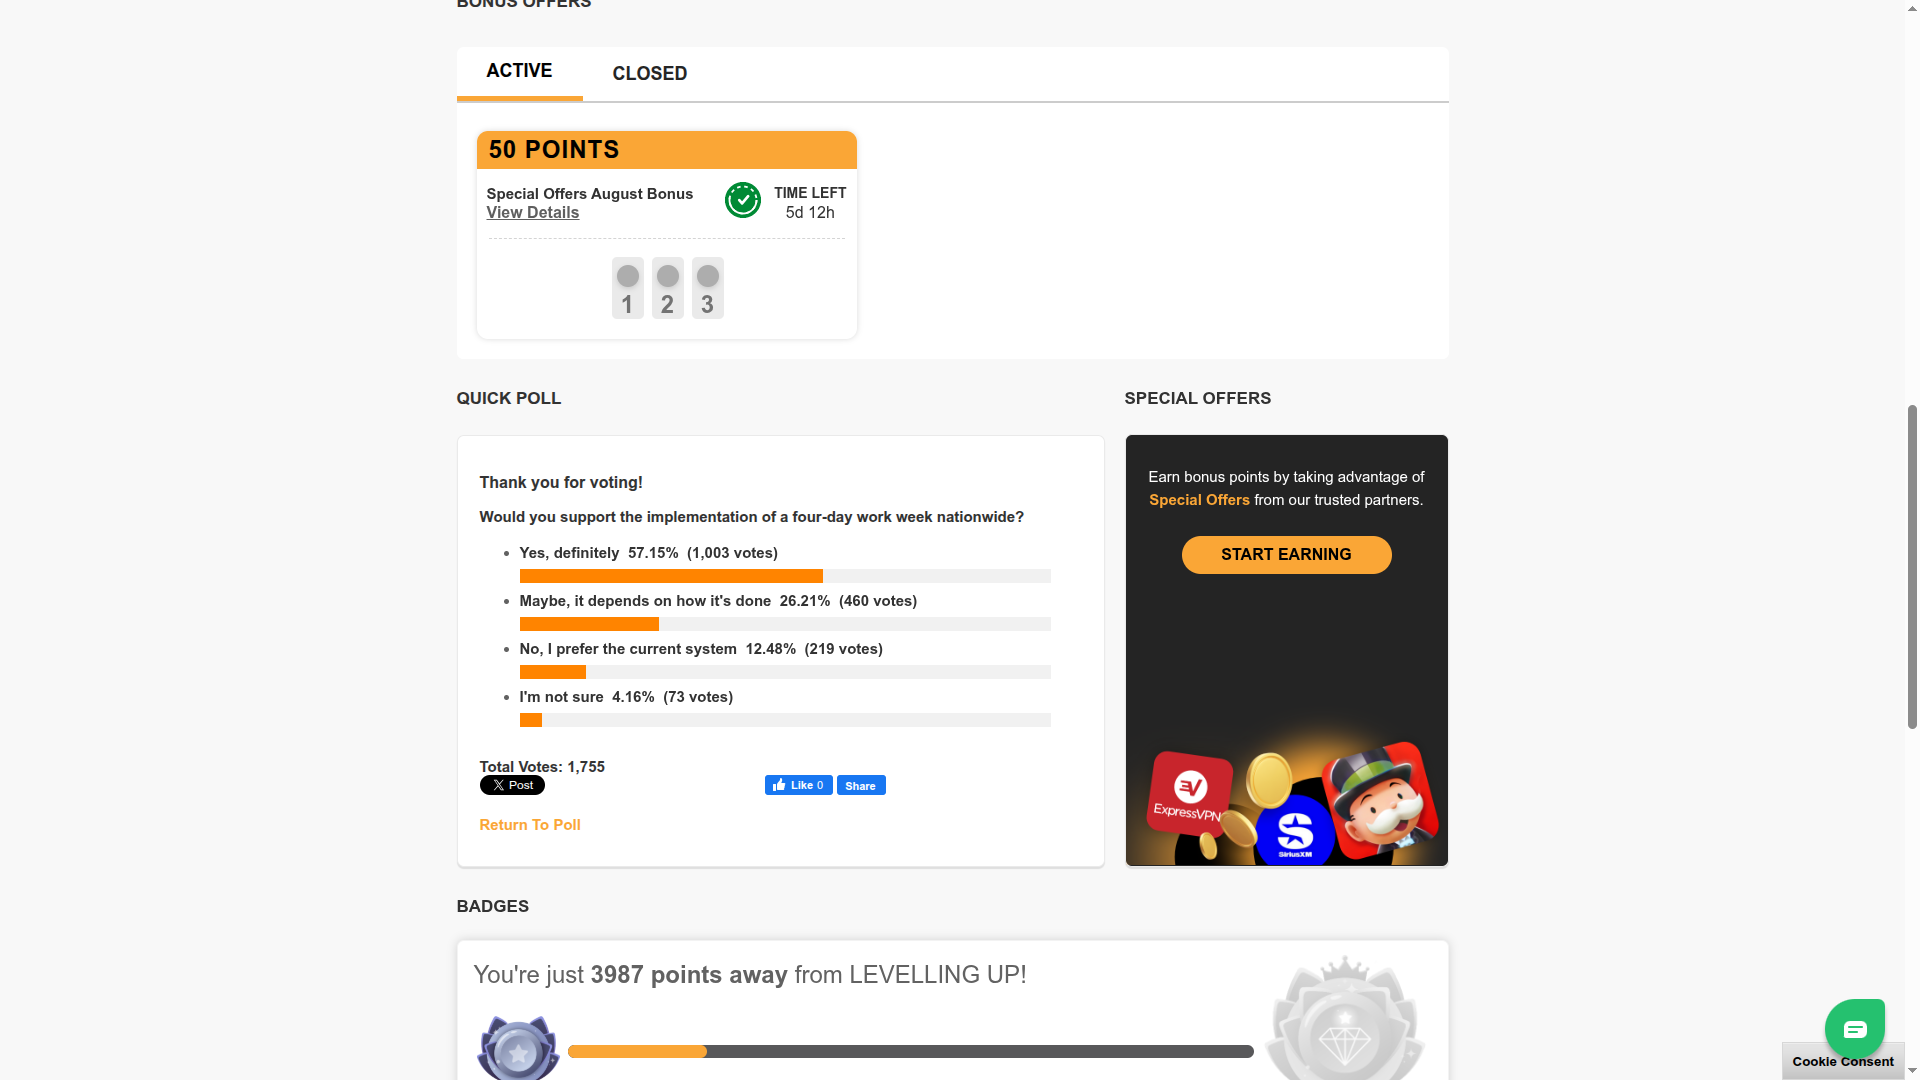 BONUS OFFERS
ACTIVE
CLOSED
50 POINTS
Special Offers August Bonus
View Details
TIME LEFT
5d 12h
1 2 3
QUICK POLL
Thank you for voting!
Would you support the implementation of a four-day work week nationwide?
Yes, definitely 57.15% (1,003 votes)
Maybe, it depends on how it's done 26.21% (460 votes)
No, I prefer the current system 12.48% (219 votes)
I'm not sure 4.16% (73 votes)
Total Votes: 1,755
Post
Like 0
Share
Return To Poll
SPECIAL OFFERS
Earn bonus points by taking advantage of
Special Offers from our trusted partners.
START EARNING
ExpressVPN
SiriusXM
BADGES
You're just 3987 points away from LEVELLING UP!
Cookie Consent